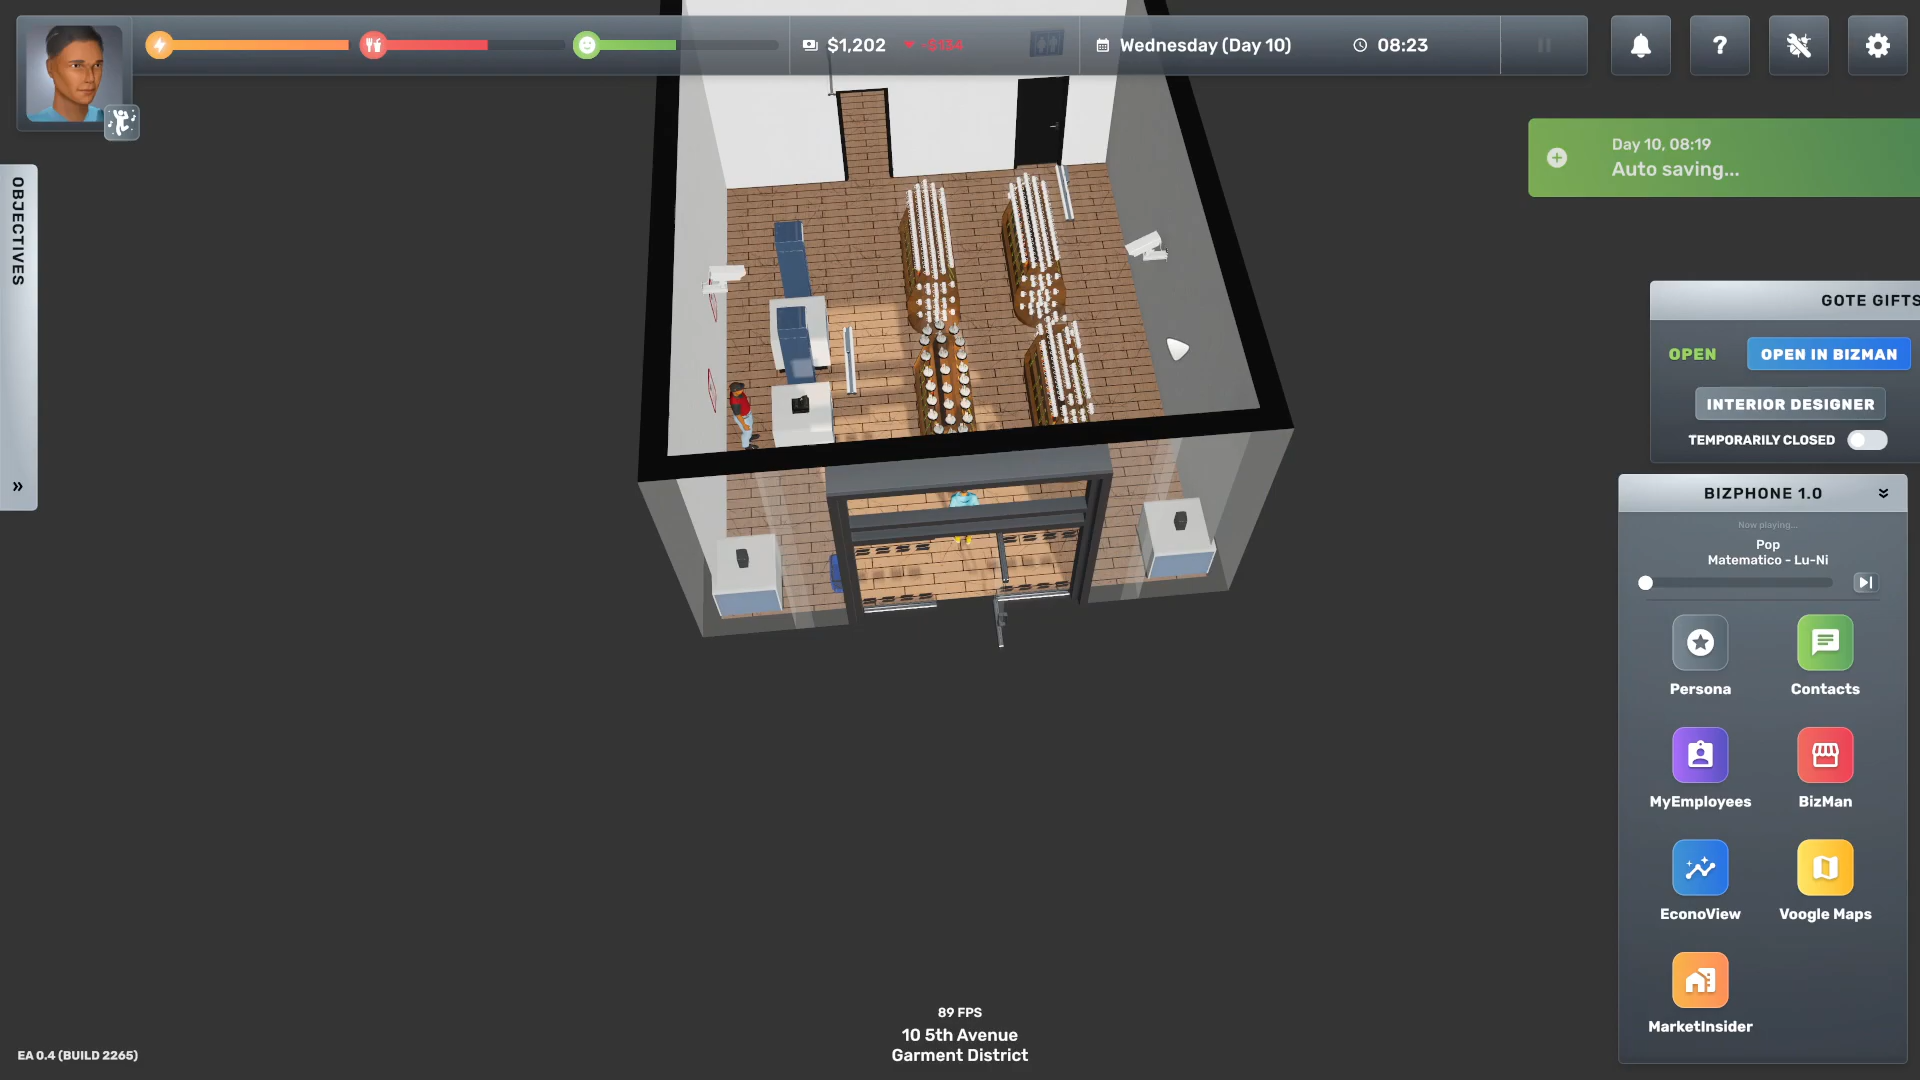 $1,202
-$134
Wednesday (Day 10)
08:23
?
Day 10, 08:19
Auto saving...
OBJECTIVES
GOTE GIFTS
OPEN
OPEN IN BIZMAN
INTERIOR DESIGNER
TEMPORARILY CLOSED
BIZPHONE 1.0
Now playing...
Pop
Matematico - Lu-Ni
Persona
Contacts
MyEmployees
BizMan
EconoView
Voogle Maps
MarketInsider
89 FPS
10 5th Avenue
Garment District
EA 0.4 (BUILD 2265)